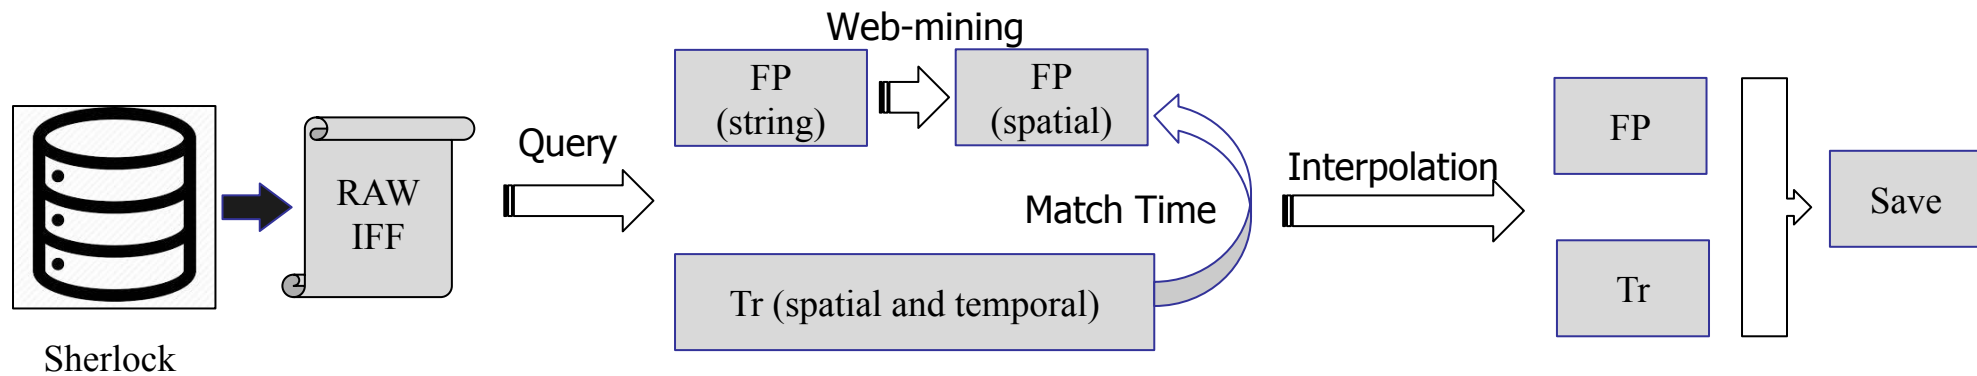 Sherlock
RAW
IFF
Query
FP
(string)
Web-mining
FP
(spatial)
Match Time
Tr (spatial and temporal)
Interpolation
FP
Tr
Save